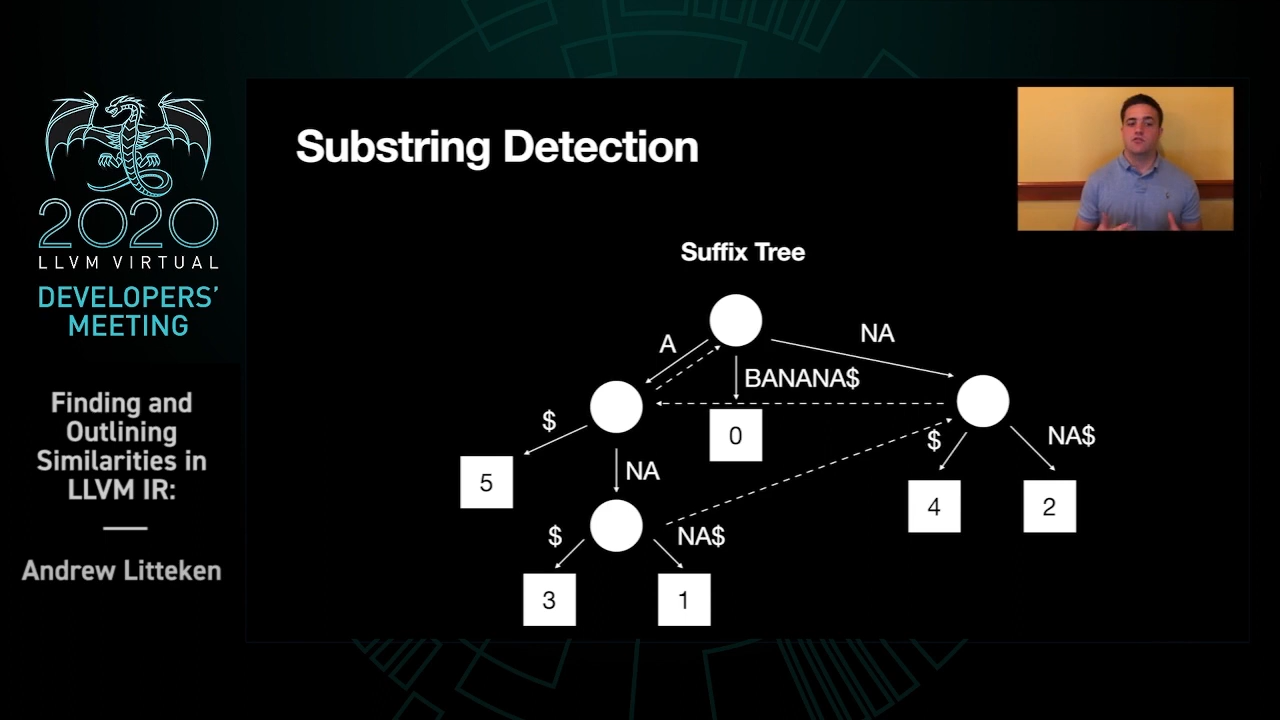 2020
LLVM VIRTUAL
DEVELOPERS'
MEETING
Finding and
Outlining
Similarities in
LLVM IR:
Andrew Litteken
Substring Detection
Suffix Tree
A
NA
BANANA$
$
0
$
NA$
NA
5
4
2
$
NA$
3
1